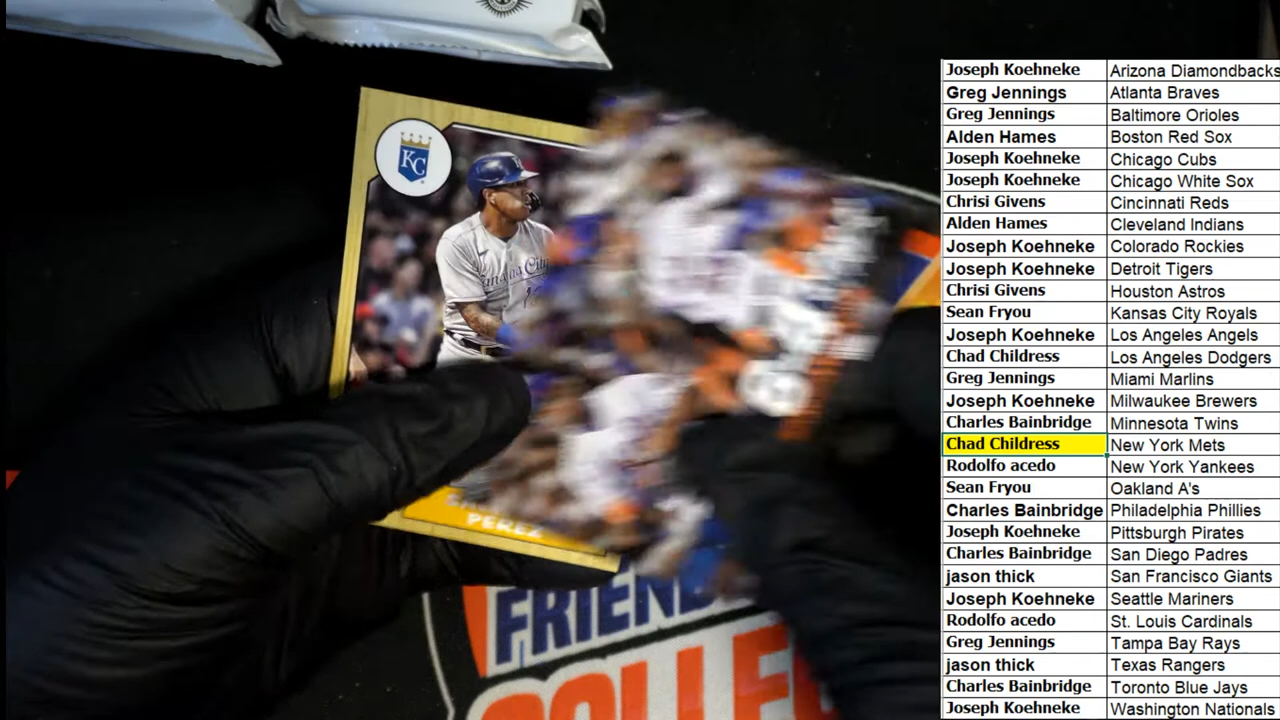 KC
Kansas City
PEREZ
FRIEND
COLLE
Joseph Koehneke Arizona Diamondbacks
Greg Jennings Atlanta Braves
Greg Jennings Baltimore Orioles
Alden Hames Boston Red Sox
Joseph Koehneke Chicago Cubs
Joseph Koehneke Chicago White Sox
Chrisi Givens Cincinnati Reds
Alden Hames Cleveland Indians
Joseph Koehneke Colorado Rockies
Joseph Koehneke Detroit Tigers
Chrisi Givens Houston Astros
Sean Fryou Kansas City Royals
Joseph Koehneke Los Angeles Angels
Chad Childress Los Angeles Dodgers
Greg Jennings Miami Marlins
Joseph Koehneke Milwaukee Brewers
Charles Bainbridge Minnesota Twins
Chad Childress New York Mets
Rodolfo acedo New York Yankees
Sean Fryou Oakland A's
Charles Bainbridge Philadelphia Phillies
Joseph Koehneke Pittsburgh Pirates
Charles Bainbridge San Diego Padres
jason thick San Francisco Giants
Joseph Koehneke Seattle Mariners
Rodolfo acedo St. Louis Cardinals
Greg Jennings Tampa Bay Rays
jason thick Texas Rangers
Charles Bainbridge Toronto Blue Jays
Joseph Koehneke Washington Nationals